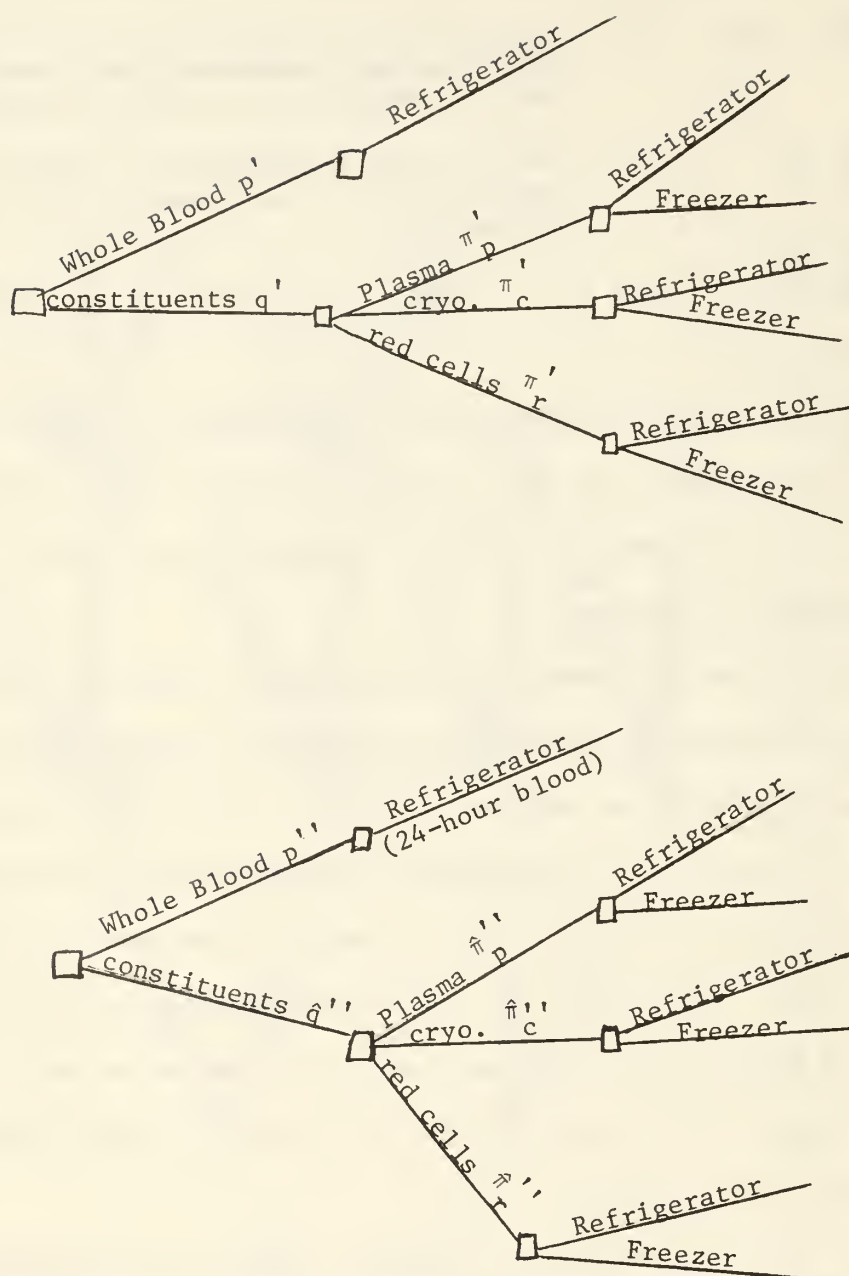 Refrigerator
Whole Blood p'
Refrigerator
Freezer
constituents q'
Plasma π'p
cryo. π'c
Refrigerator
Freezer
red cells π'r
Refrigerator
Freezer
Refrigerator
(24-hour blood)
Whole Blood p''
Refrigerator
Freezer
constituents q̂''
Plasma π̂''p
cryo. π̂''c
Refrigerator
Freezer
red cells π̂''r
Refrigerator
Freezer